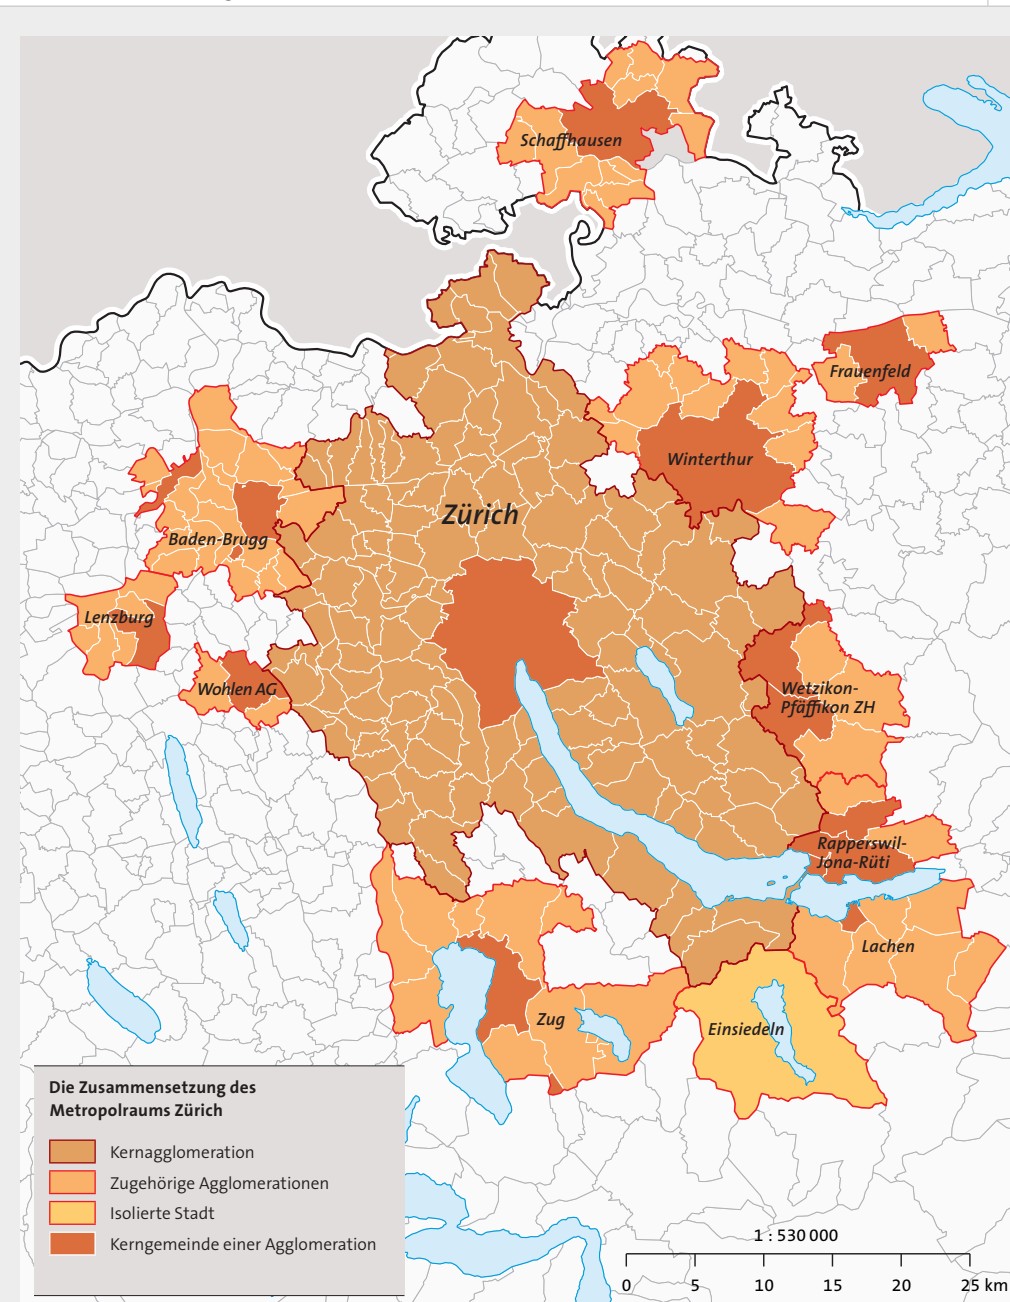 Schaffhausen
Frauenfeld
Winterthur
Zürich
Baden-Brugg
Lenzburg
Wohlen AG
Wetzikon-
Pfäffikon ZH
Rapperswil-
Jona-Rüti
Lachen
Zug
Einsiedeln
Die Zusammensetzung des
Metropolraums Zürich
Kernagglomeration
Zugehörige Agglomerationen
Isolierte Stadt
Kerngemeinde einer Agglomeration
1 : 530 000
0 5 10 15 20 25 km